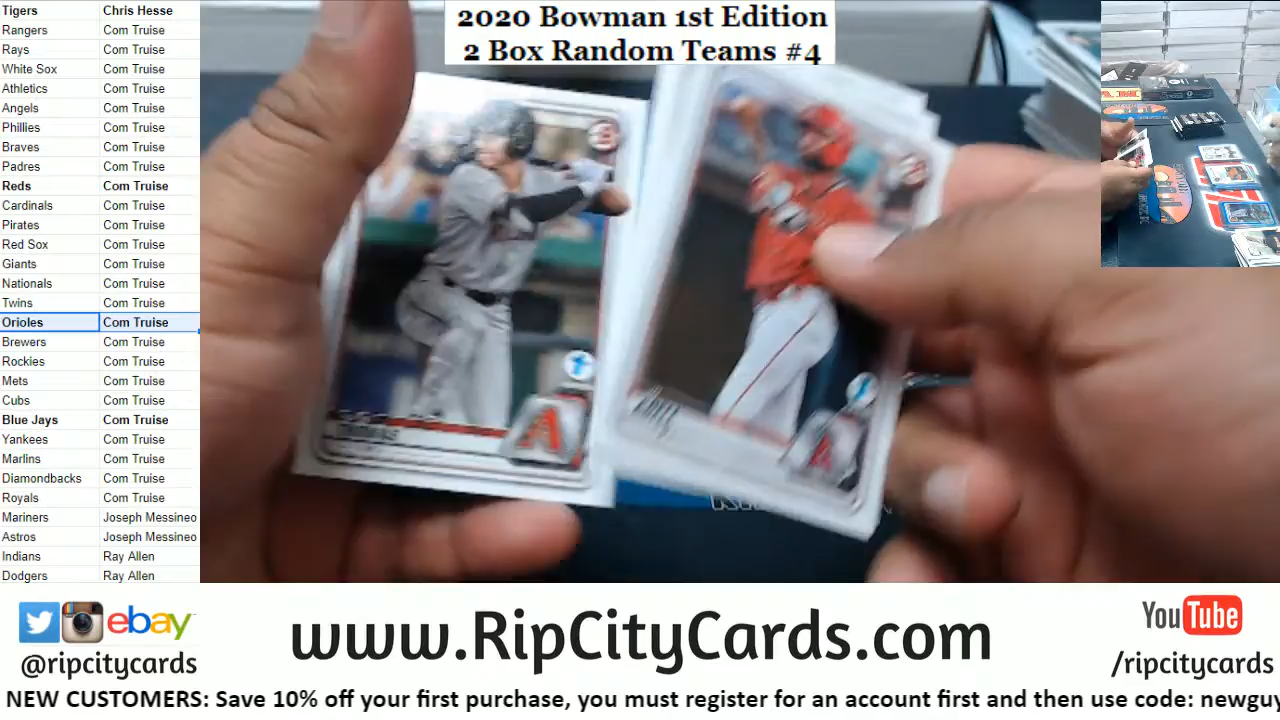 2020 Bowman 1st Edition
2 Box Random Teams #4
Tigers Chris Hesse
Rangers Com Truise
Rays Com Truise
White Sox Com Truise
Athletics Com Truise
Angels Com Truise
Phillies Com Truise
Braves Com Truise
Padres Com Truise
Reds Com Truise
Cardinals Com Truise
Pirates Com Truise
Red Sox Com Truise
Giants Com Truise
Nationals Com Truise
Twins Com Truise
Orioles Com Truise
Brewers Com Truise
Rockies Com Truise
Mets Com Truise
Cubs Com Truise
Blue Jays Com Truise
Yankees Com Truise
Marlins Com Truise
Diamondbacks Com Truise
Royals Com Truise
Mariners Joseph Messineo
Astros Joseph Messineo
Indians Ray Allen
Dodgers Ray Allen
ebay
@ripcitycards
www.RipCityCards.com
YouTube
/ripcitycards
NEW CUSTOMERS: Save 10% off your first purchase, you must register for an account first and then use code: newguy